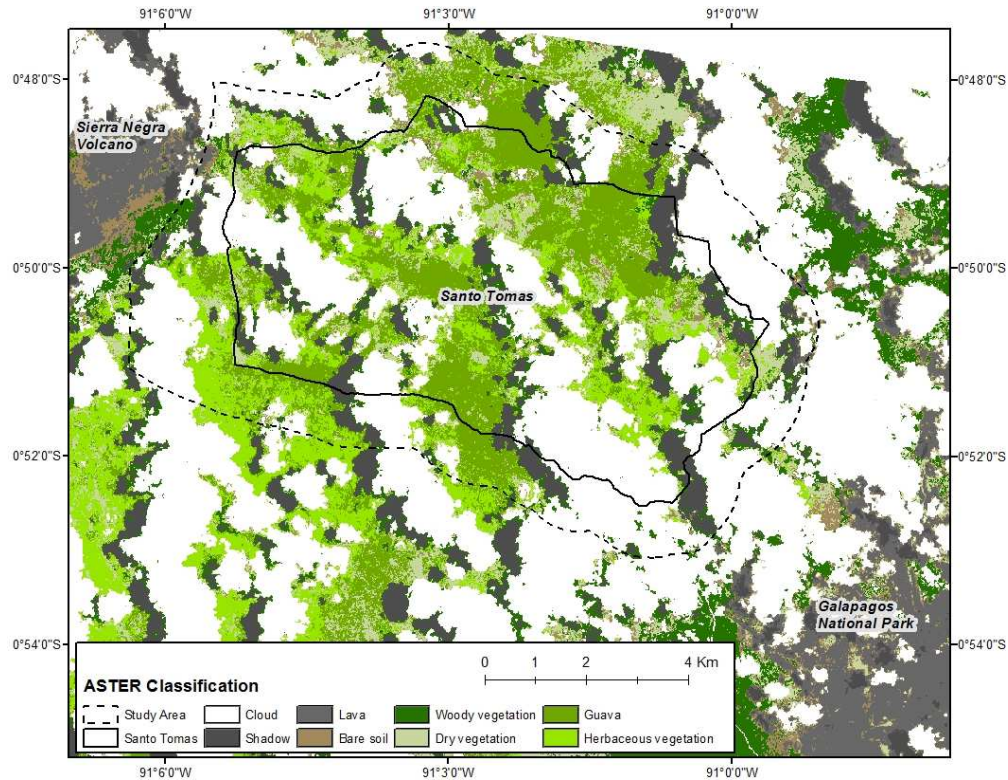 91°6'0"W 91°3'0"W 91°0'0"W
0°48'0"S 0°48'0"S
Sierra Negra
Volcano
0°50'0"S 0°50'0"S
Santo Tomas
0°52'0"S 0°52'0"S
Galapagos
National Park
0°54'0"S 0°54'0"S
0 1 2 4 Km
ASTER Classification
Study Area Cloud Lava Woody vegetation Guava
Santo Tomas Shadow Bare soil Dry vegetation Herbaceous vegetation
91°6'0"W 91°3'0"W 91°0'0"W